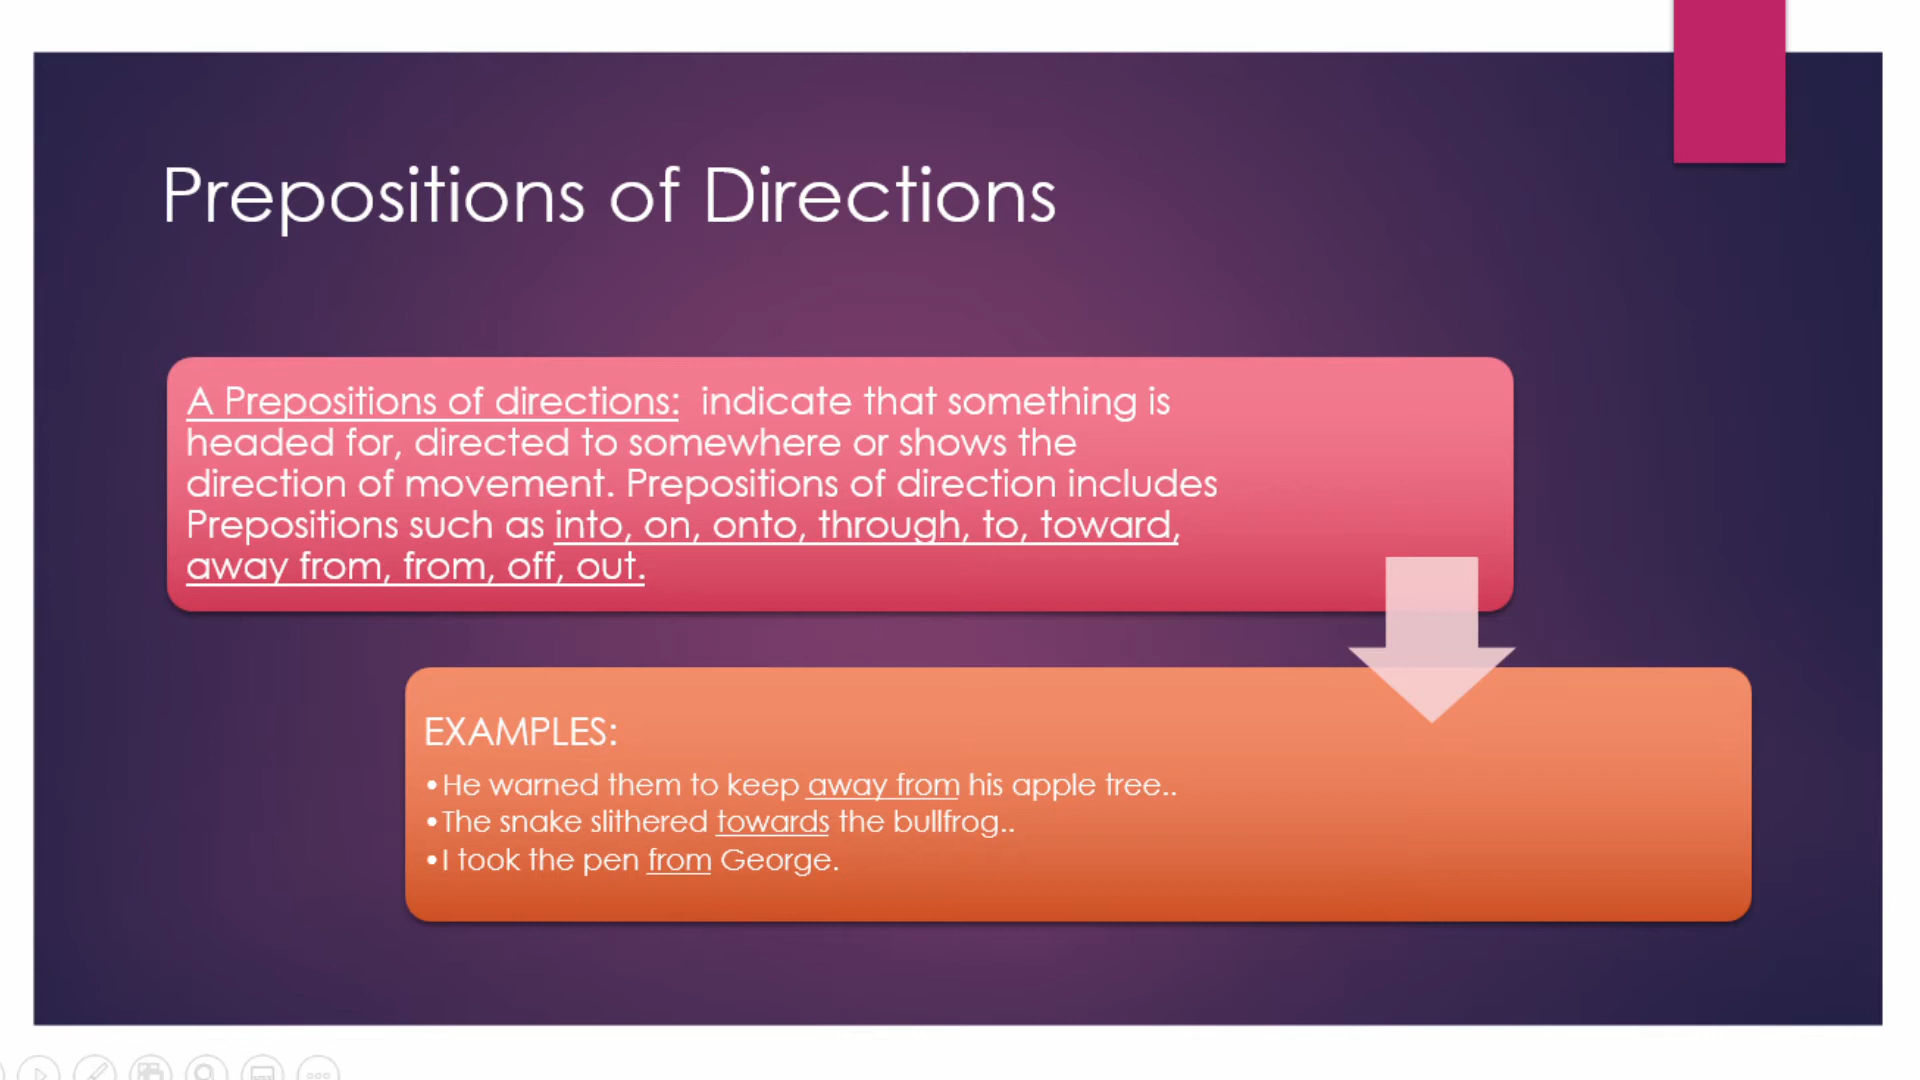 Prepositions of Directions
A Prepositions of directions: indicate that something is
headed for, directed to somewhere or shows the
direction of movement. Prepositions of direction includes
Prepositions such as into, on, onto, through, to, toward,
away from, from, off, out.
EXAMPLES:
•He warned them to keep away from his apple tree..
•The snake slithered towards the bullfrog..
•I took the pen from George.